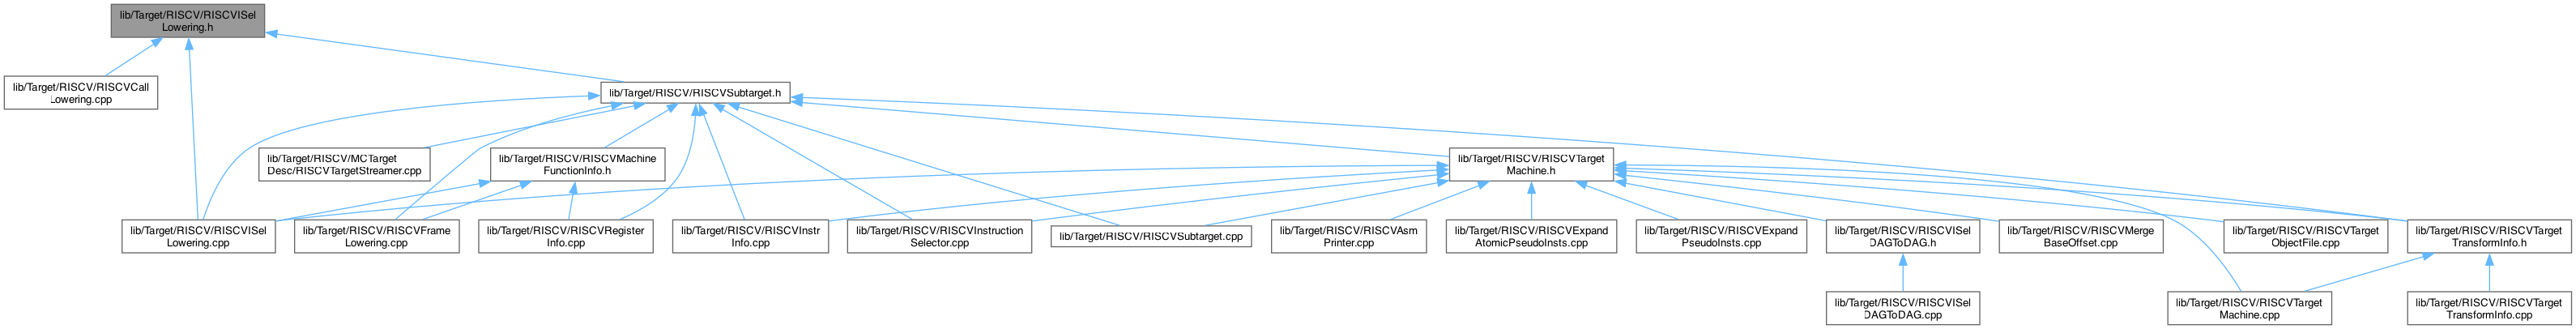 lib/Target/RISCV/RISCVISel
Lowering.h
lib/Target/RISCV/RISCVCall
Lowering.cpp
lib/Target/RISCV/RISCVSubtarget.h
lib/Target/RISCV/MCTarget
Desc/RISCVTargetStreamer.cpp
lib/Target/RISCV/RISCVMachine
FunctionInfo.h
lib/Target/RISCV/RISCVTarget
Machine.h
lib/Target/RISCV/RISCVISel
Lowering.cpp
lib/Target/RISCV/RISCVFrame
Lowering.cpp
lib/Target/RISCV/RISCVRegister
Info.cpp
lib/Target/RISCV/RISCVInstr
Info.cpp
lib/Target/RISCV/RISCVInstruction
Selector.cpp
lib/Target/RISCV/RISCVSubtarget.cpp
lib/Target/RISCV/RISCVAsm
Printer.cpp
lib/Target/RISCV/RISCVExpand
AtomicPseudoInsts.cpp
lib/Target/RISCV/RISCVExpand
PseudoInsts.cpp
lib/Target/RISCV/RISCVISel
DAGToDAG.h
lib/Target/RISCV/RISCVMerge
BaseOffset.cpp
lib/Target/RISCV/RISCVTarget
ObjectFile.cpp
lib/Target/RISCV/RISCVTarget
TransformInfo.h
lib/Target/RISCV/RISCVISel
DAGToDAG.cpp
lib/Target/RISCV/RISCVTarget
Machine.cpp
lib/Target/RISCV/RISCVTarget
TransformInfo.cpp